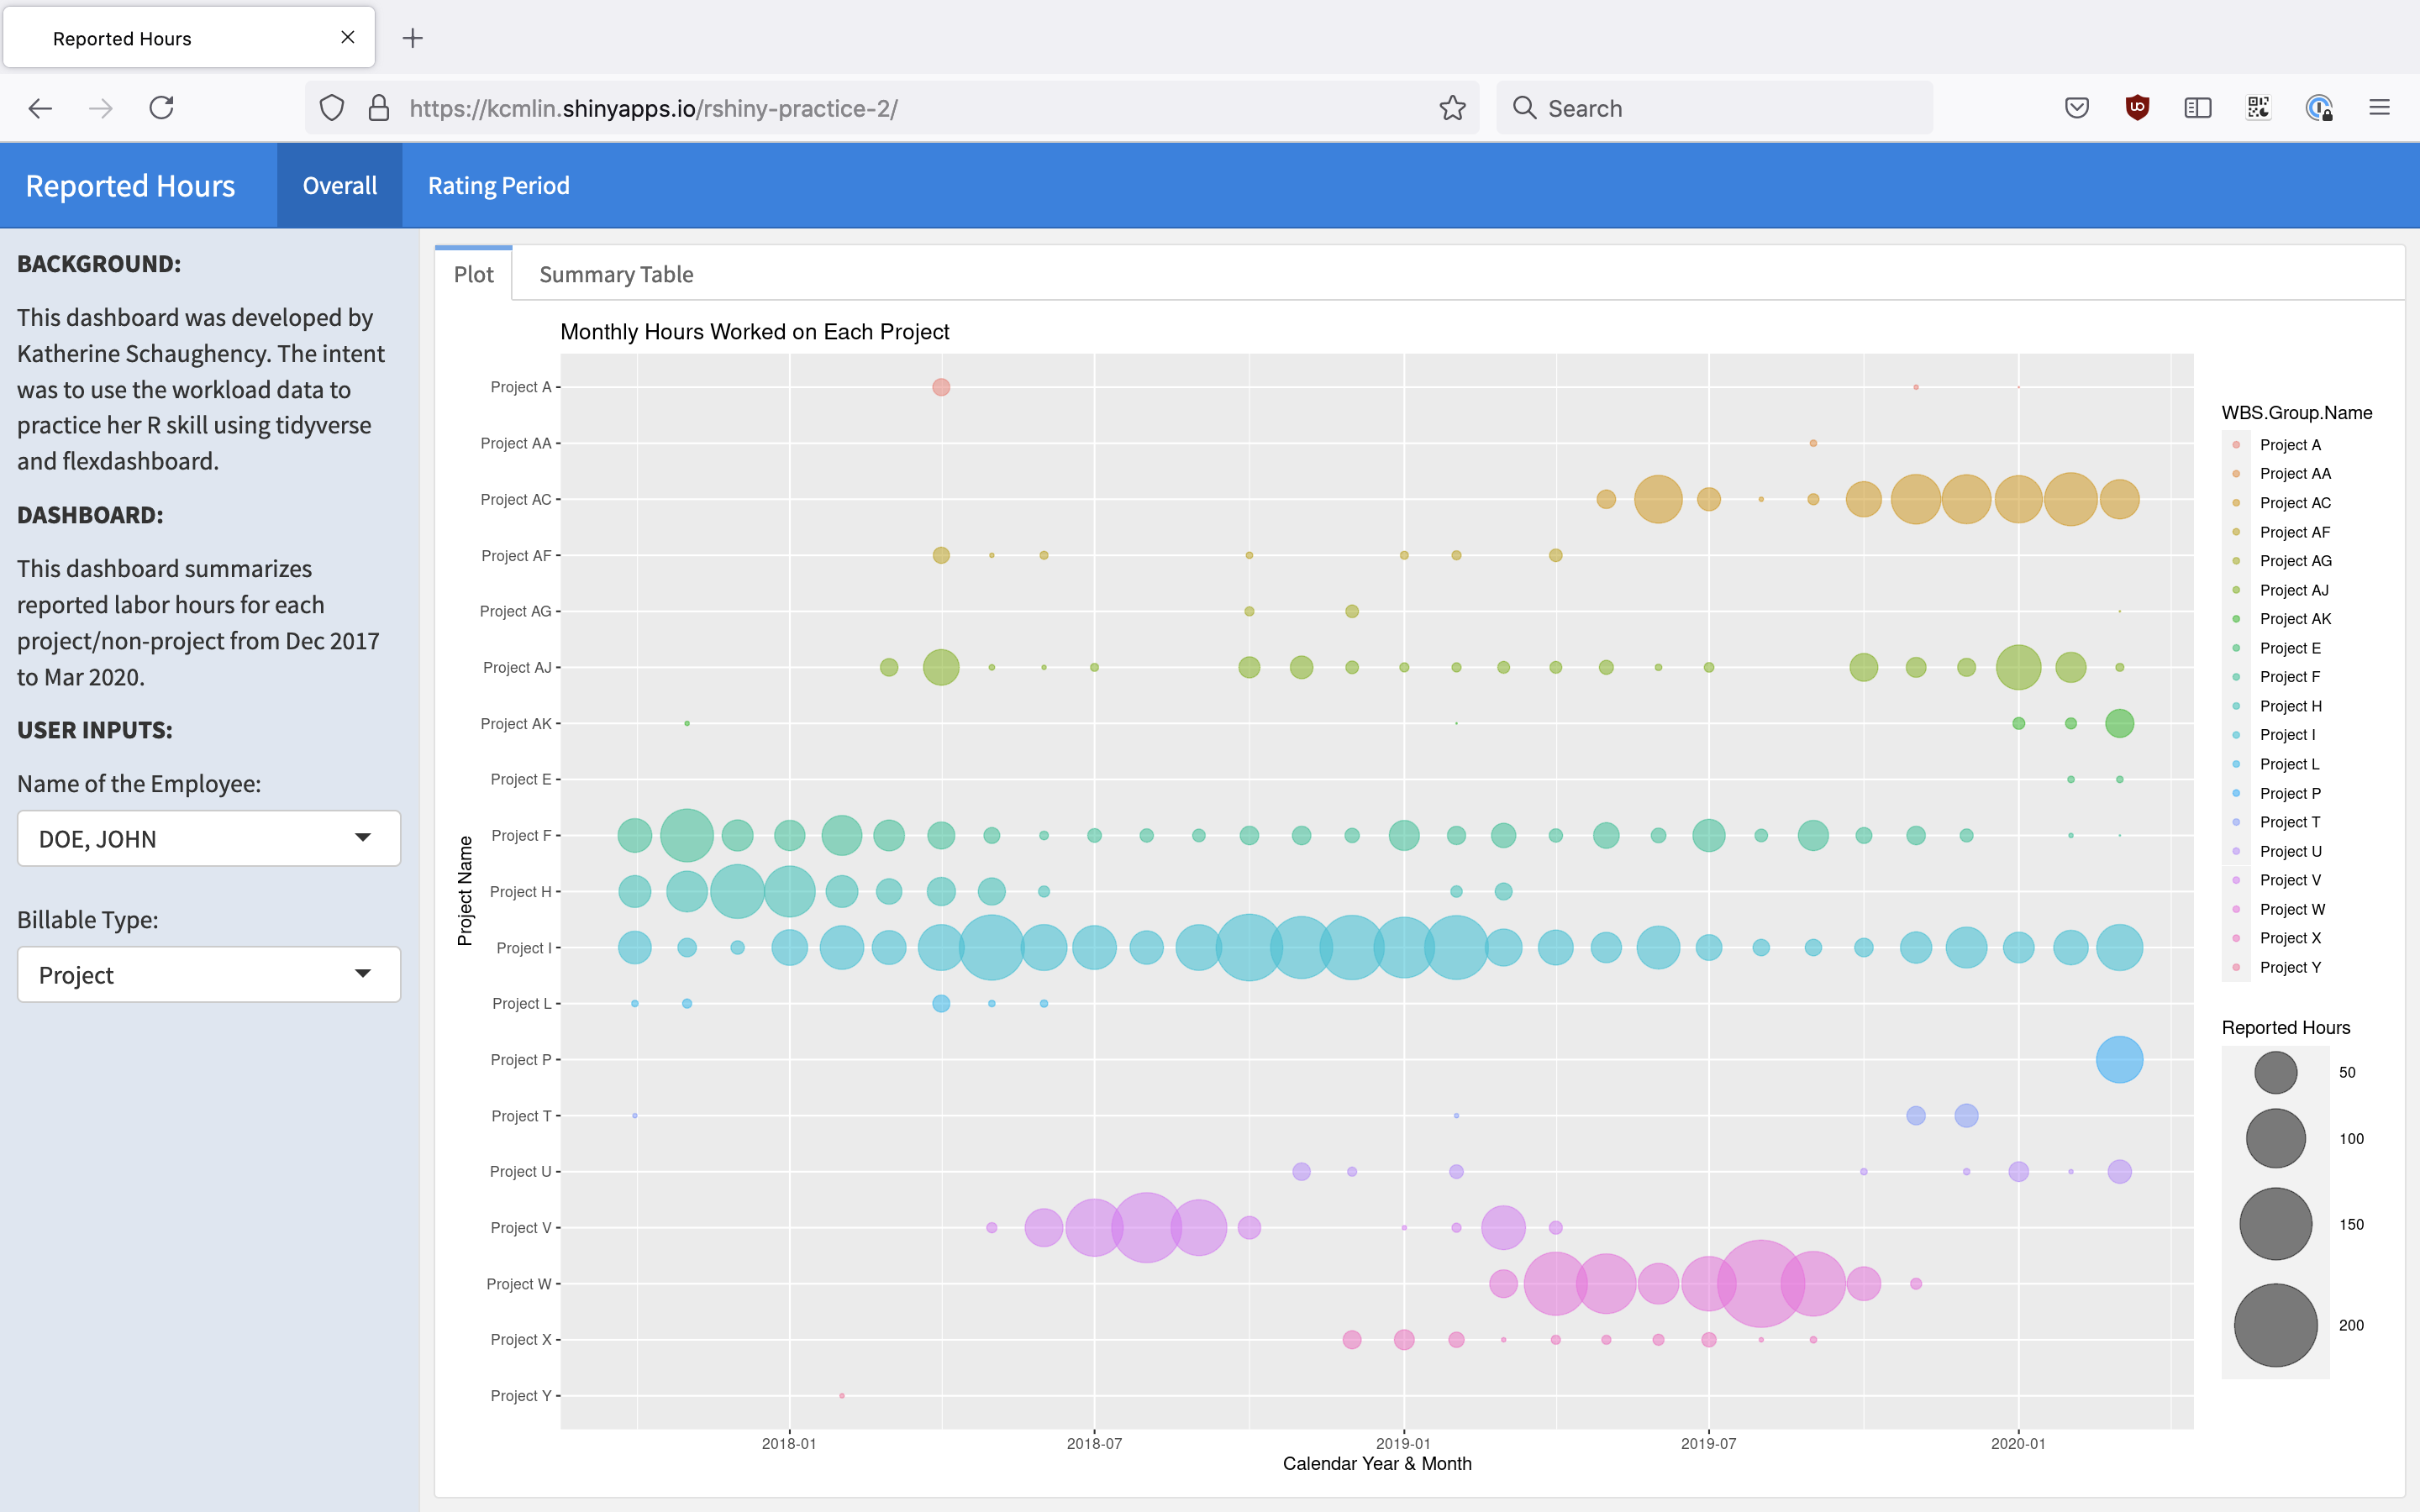 Reported Hours
https://kcmlin.shinyapps.io/rshiny-practice-2/
Search
Reported Hours
Overall
Rating Period
BACKGROUND:
This dashboard was developed by
Katherine Schaughency. The intent
was to use the workload data to
practice her R skill using tidyverse
and flexdashboard.
DASHBOARD:
This dashboard summarizes
reported labor hours for each
project/non-project from Dec 2017
to Mar 2020.
USER INPUTS:
Name of the Employee:
DOE, JOHN
Billable Type:
Project
Plot
Summary Table
Monthly Hours Worked on Each Project
Project Name
Project A
Project AA
Project AC
Project AF
Project AG
Project AJ
Project AK
Project E
Project F
Project H
Project I
Project L
Project P
Project T
Project U
Project V
Project W
Project X
Project Y
2018-01
2018-07
2019-01
2019-07
2020-01
Calendar Year & Month
WBS.Group.Name
Project A
Project AA
Project AC
Project AF
Project AG
Project AJ
Project AK
Project E
Project F
Project H
Project I
Project L
Project P
Project T
Project U
Project V
Project W
Project X
Project Y
Reported Hours
50
100
150
200